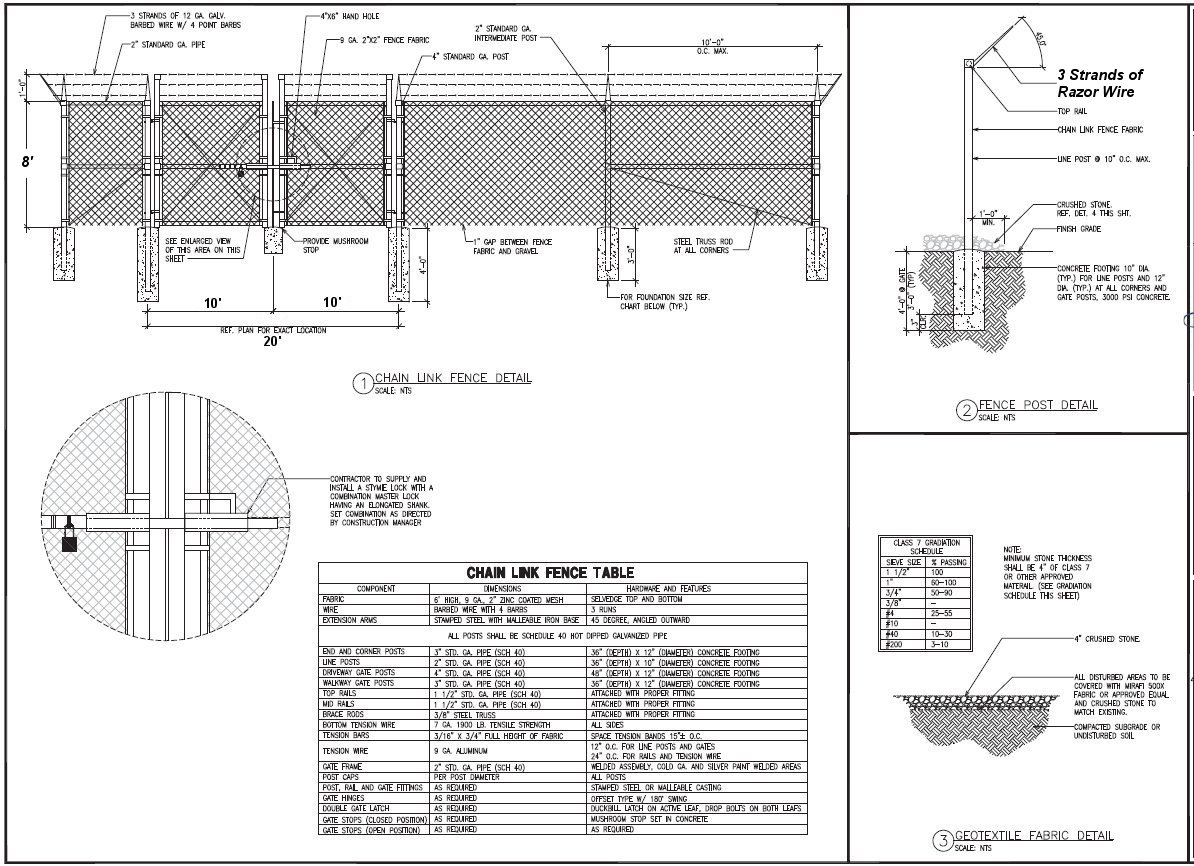 3 STRANDS OF 12 GA. GALV.
BARBED WIRE W/ 4 POINT BARBS
2" STANDARD GA. PIPE
4"X6" HAND HOLE
9 GA. 2"X2" FENCE FABRIC
2" STANDARD GA.
INTERMEDIATE POST
4" STANDARD GA. POST
10'-0"
O.C. MAX.
1'-0"
8'
SEE ENLARGED VIEW
OF THIS AREA ON THIS
SHEET
PROVIDE MUSHROOM
STOP
4'-0"
1" GAP BETWEEN FENCE
FABRIC AND GRAVEL
3'-0"
STEEL TRUSS ROD
AT ALL CORNERS
FOR FOUNDATION SIZE REF.
CHART BELOW (TYP.)
10'
10'
REF. PLAN FOR EXACT LOCATION
20'
1 CHAIN LINK FENCE DETAIL
SCALE: NTS
CONTRACTOR TO SUPPLY AND
INSTALL A STYMIE LOCK WITH A
COMBINATION MASTER LOCK
HAVING AN ELONGATED SHANK.
SET COMBINATION AS DIRECTED
BY CONSTRUCTION MANAGER
CHAIN LINK FENCE TABLE
COMPONENT DIMENSIONS HARDWARE AND FEATURES
FABRIC 6' HIGH, 9 GA., 2" ZINC COATED MESH SELVEDGE TOP AND BOTTOM
WIRE BARBED WIRE WITH 4 BARBS 3 RUNS
EXTENSION ARMS STAMPED STEEL WITH MALLEABLE IRON BASE 45 DEGREE, ANGLED OUTWARD
ALL POSTS SHALL BE SCHEDULE 40 HOT DIPPED GALVANIZED PIPE
END AND CORNER POSTS 3" STD. GA. PIPE (SCH 40) 36" (DEPTH) X 12" (DIAMETER) CONCRETE FOOTING
LINE POSTS 2" STD. GA. PIPE (SCH 40) 36" (DEPTH) X 10" (DIAMETER) CONCRETE FOOTING
DRIVEWAY GATE POSTS 4" STD. GA. PIPE (SCH 40) 48" (DEPTH) X 12" (DIAMETER) CONCRETE FOOTING
WALKWAY GATE POSTS 3" STD. GA. PIPE (SCH 40) 36" (DEPTH) X 12" (DIAMETER) CONCRETE FOOTING
TOP RAILS 1 1/2" STD. GA. PIPE (SCH 40) ATTACHED WITH PROPER FITTING
MID RAILS 1 1/2" STD. GA. PIPE (SCH 40) ATTACHED WITH PROPER FITTING
BRACE RODS 3/8" STEEL TRUSS ATTACHED WITH PROPER FITTING
BOTTOM TENSION WIRE 7 GA. 1900 LB. TENSILE STRENGTH ALL SIDES
TENSION BARS 3/16" X 3/4" FULL HEIGHT OF FABRIC SPACE TENSION BANDS 15"± O.C.
TENSION WIRE 9 GA. ALUMINUM 12" O.C. FOR LINE POSTS AND GATES
24" O.C. FOR RAILS AND TENSION WIRE
GATE FRAME 2" STD. GA. PIPE (SCH 40) WELDED ASSEMBLY, COLD GA. AND SILVER PAINT WELDED AREAS
POST CAPS PER POST DIAMETER ALL POSTS
POST, RAIL AND GATE FITTINGS AS REQUIRED STAMPED STEEL OR MALLEABLE CASTING
GATE HINGES AS REQUIRED OFFSET TYPE W/ 180' SWING
DOUBLE GATE LATCH AS REQUIRED DUCKBILL LATCH ON ACTIVE LEAF, DROP BOLTS ON BOTH LEAFS
GATE STOPS (CLOSED POSITION) AS REQUIRED MUSHROOM STOP SET IN CONCRETE
GATE STOPS (OPEN POSITION) AS REQUIRED AS REQUIRED
45.0'
3 Strands of
Razor Wire
TOP RAIL
CHAIN LINK FENCE FABRIC
LINE POST @ 10" O.C. MAX.
CRUSHED STONE.
REF. DET. 4 THIS SHT.
1'-0"
MIN.
FINISH GRADE
CONCRETE FOOTING 10" DIA.
(TYP.) FOR LINE POSTS AND 12"
DIA. (TYP.) AT ALL CORNERS AND
GATE POSTS, 3000 PSI CONCRETE.
4'-0" @ GATE
3'-0" (TYP)
3"
CLR.
2 FENCE POST DETAIL
SCALE: NTS
CLASS 7 GRADIATION
SCHEDULE
SIEVE SIZE % PASSING
1 1/2" 100
1" 60-100
3/4" 50-90
3/8" -
#4 25-55
#10 -
#40 10-30
#200 3-10
NOTE:
MINIMUM STONE THICKNESS
SHALL BE 4" OF CLASS 7
OR OTHER APPROVED
MATERAIL. (SEE GRADATION
SCHEDULE THIS SHEET)
4" CRUSHED STONE.
ALL DISTURBED AREAS TO BE
COVERED WITH MIRAFI 500X
FABRIC OR APPROVED EQUAL
AND CRUSHED STONE TO
MATCH EXISTING.
COMPACTED SUBGRADE OR
UNDISTURBED SOIL
3 GEOTEXTILE FABRIC DETAIL
SCALE: NTS